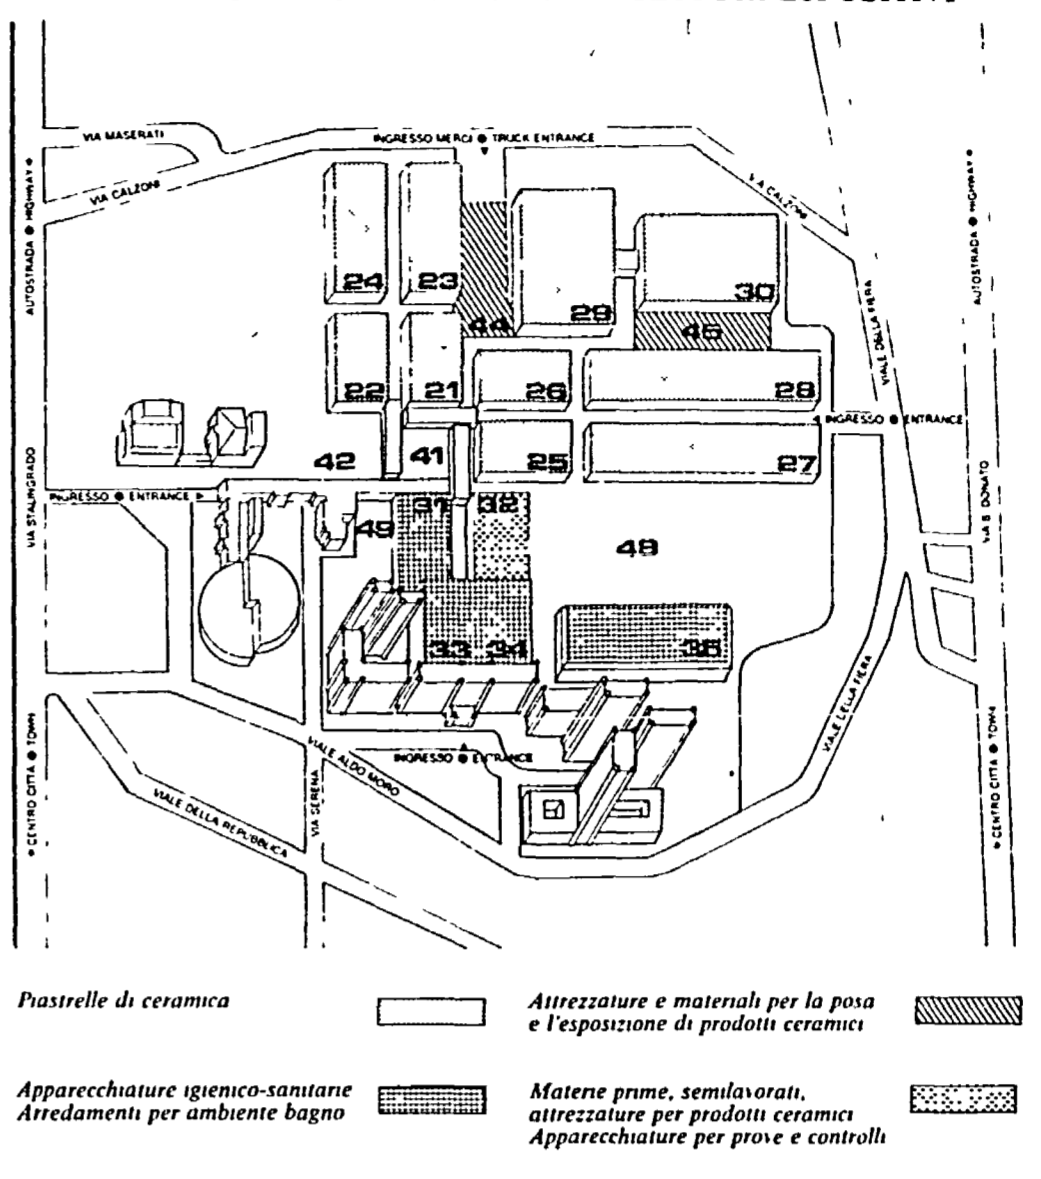 VIA MASERATI
INGRESSO MERCI TRUCK ENTRANCE
VIA CALZONI
VIA CALZONI
AUTOSTRADA HIGHWAY
AUTOSTRADA HIGHWAY
24
23
44
29
30
45
VIALE DELLA FIERA
22
21
26
28
INGRESSO ENTRANCE
42
41
25
27
VIA STALINGRADO
INGRESSO ENTRANCE
31
32
49
48
VIA S. DONATO
33
34
35
CENTRO CITTÀ TOWN
VIALE ALDO MORO
INGRESSO ENTRANCE
VIALE DELLA FIERA
CENTRO CITTÀ TOWN
VIALE DELLA REPUBBLICA
VIA SERENA
Piastrelle di ceramica
Attrezzature e materiali per la posa
e l'esposizione di prodotti ceramici
Apparecchiature igienico-sanitarie
Arredamenti per ambiente bagno
Materie prime, semilavorati,
attrezzature per prodotti ceramici
Apparecchiature per prove e controlli